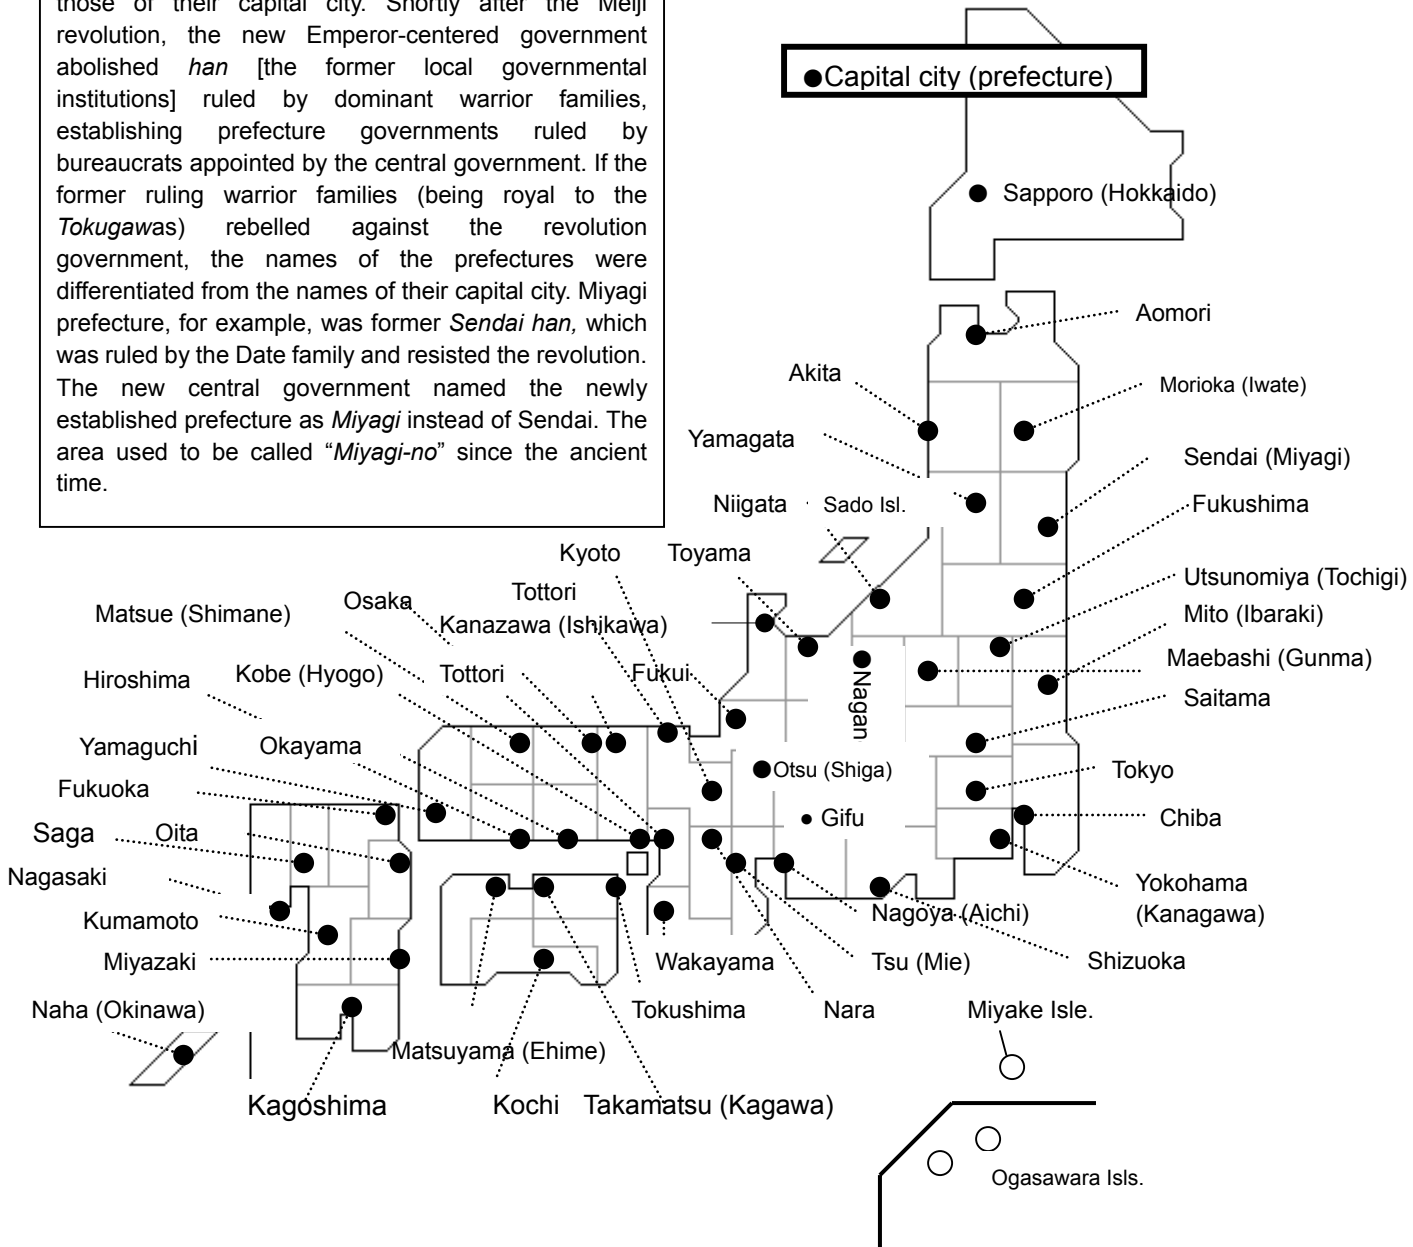 those of their capital city. Shortly after the Meiji
revolution, the new Emperor-centered government
abolished han [the former local governmental
institutions] ruled by dominant warrior families,
establishing prefecture governments ruled by
bureaucrats appointed by the central government. If the
former ruling warrior families (being royal to the
Tokugawas) rebelled against the revolution
government, the names of the prefectures were
differentiated from the names of their capital city. Miyagi
prefecture, for example, was former Sendai han, which
was ruled by the Date family and resisted the revolution.
The new central government named the newly
established prefecture as Miyagi instead of Sendai. The
area used to be called “Miyagi-no” since the ancient
time.
●Capital city (prefecture)
Sapporo (Hokkaido)
Aomori
Akita
Morioka (Iwate)
Yamagata
Sendai (Miyagi)
Niigata
Sado Isl.
Fukushima
Kyoto
Toyama
Utsunomiya (Tochigi)
Tottori
Osaka
Matsue (Shimane)
Kanazawa (Ishikawa)
Mito (Ibaraki)
Maebashi (Gunma)
Hiroshima
Kobe (Hyogo)
Tottori
Fukui
Nagan
Saitama
Yamaguchi
Okayama
Otsu (Shiga)
Tokyo
Fukuoka
Gifu
Chiba
Saga
Oita
Nagasaki
Yokohama
(Kanagawa)
Kumamoto
Nagoya (Aichi)
Miyazaki
Wakayama
Tsu (Mie)
Shizuoka
Naha (Okinawa)
Tokushima
Nara
Miyake Isle.
Matsuyama (Ehime)
Kagoshima
Kochi
Takamatsu (Kagawa)
Ogasawara Isls.